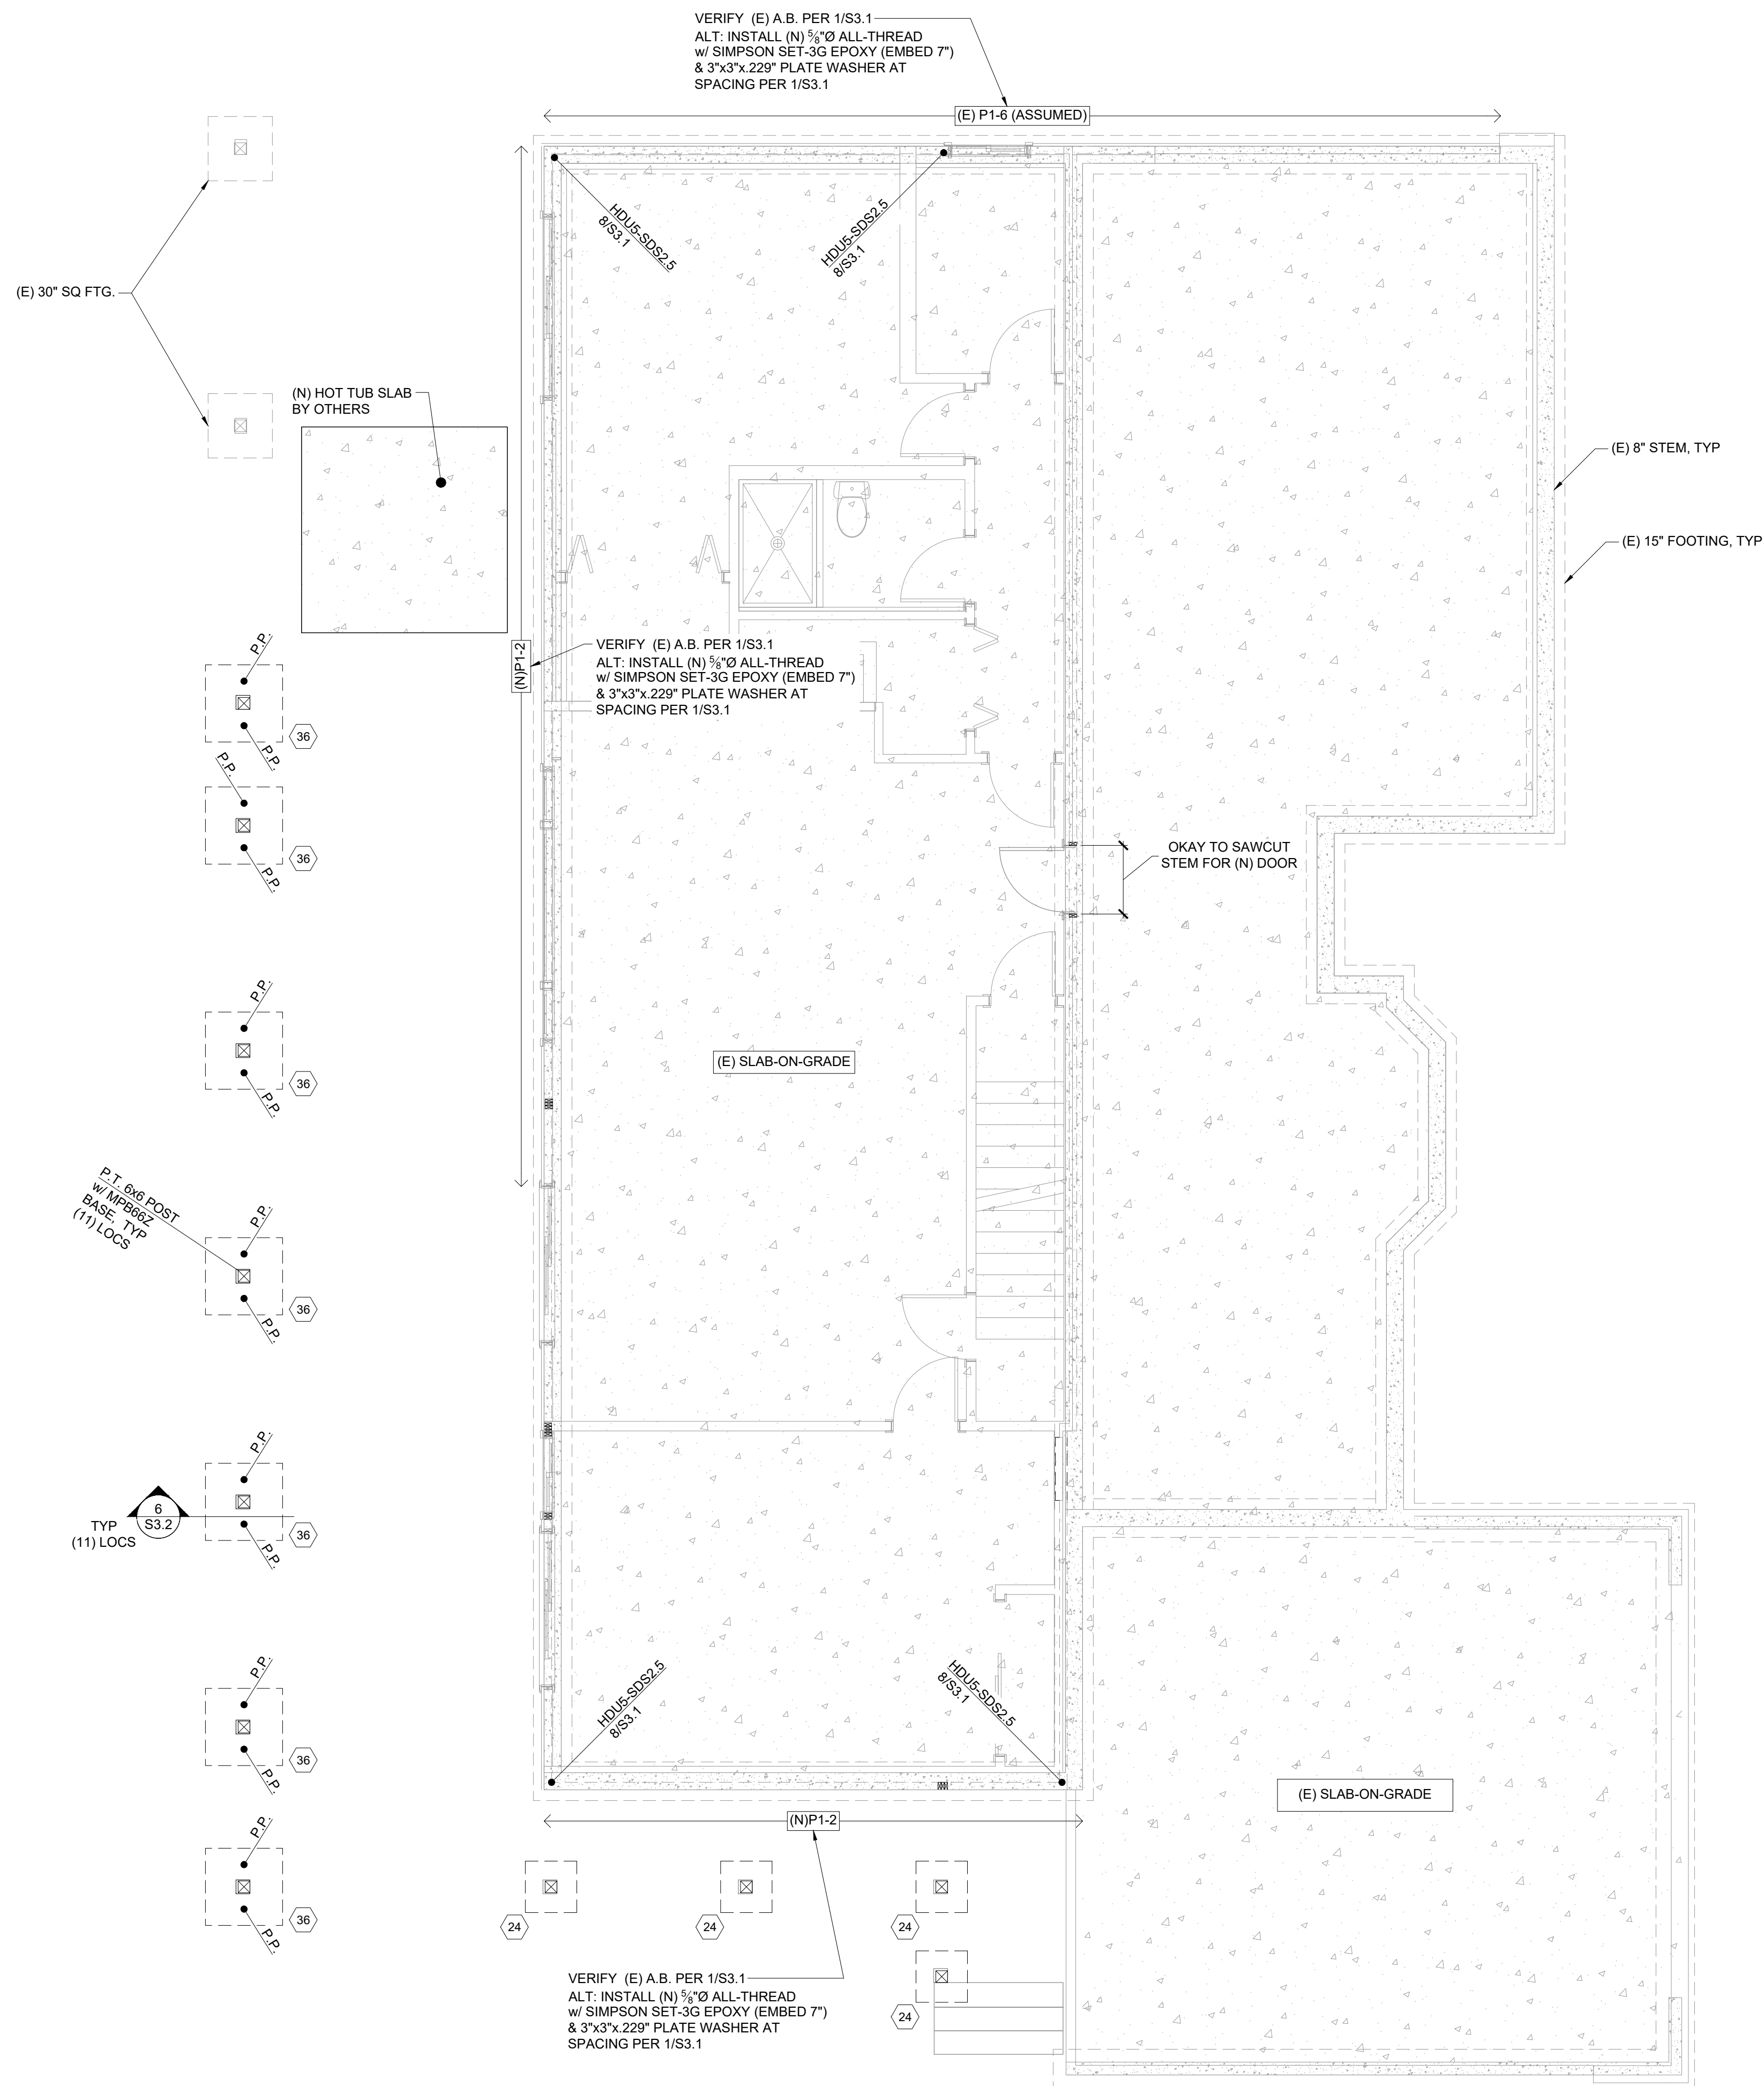 VERIFY (E) A.B. PER 1/S3.1
ALT: INSTALL (N) ⅝"Ø ALL-THREAD
w/ SIMPSON SET-3G EPOXY (EMBED 7")
& 3"x3"x.229" PLATE WASHER AT
SPACING PER 1/S3.1
(E) P1-6 (ASSUMED)
HDU5-SDS2.5
8/S3.1
HDU5-SDS2.5
8/S3.1
(E) 30" SQ FTG.
(N) HOT TUB SLAB
BY OTHERS
(E) 8" STEM, TYP
(E) 15" FOOTING, TYP
(N)P1-2
VERIFY (E) A.B. PER 1/S3.1
ALT: INSTALL (N) ⅝"Ø ALL-THREAD
w/ SIMPSON SET-3G EPOXY (EMBED 7")
& 3"x3"x.229" PLATE WASHER AT
SPACING PER 1/S3.1
P.P.
P.P.
36
P.P.
P.P.
36
OKAY TO SAWCUT
STEM FOR (N) DOOR
P.P.
P.P.
36
(E) SLAB-ON-GRADE
P.T. 6x6 POST
w/ MPB66Z
BASE, TYP
(11) LOCS
P.P.
P.P.
36
P.P.
P.P.
36
TYP
(11) LOCS
6
S3.2
P.P.
P.P.
36
HDU5-SDS2.5
8/S3.1
HDU5-SDS2.5
8/S3.1
(E) SLAB-ON-GRADE
(N)P1-2
P.P.
P.P.
36
24
24
24
24
VERIFY (E) A.B. PER 1/S3.1
ALT: INSTALL (N) ⅝"Ø ALL-THREAD
w/ SIMPSON SET-3G EPOXY (EMBED 7")
& 3"x3"x.229" PLATE WASHER AT
SPACING PER 1/S3.1